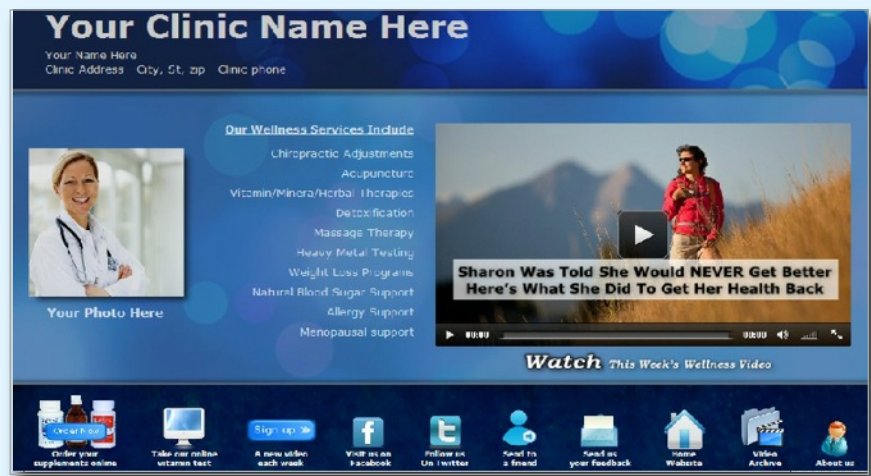 Your Clinic Name Here
Your Name Here
Clinic Address City, St, zip Clinic phone
Our Wellness Services Include
Chiropractic Adjustments
Acupuncture
Vitamin/Minera/Herbal Therapies
Detoxification
Massage Therapy
Heavy Metal Testing
Weight Loss Programs
Natural Blood Sugar Support
Allergy Support
Menopausal support
Your Photo Here
Sharon Was Told She Would NEVER Get Better
Here's What She Did To Get Her Health Back
00:00 00:00
Watch This Week's Wellness Video
Order Now
Order your
supplements online
Take our online
vitamin test
Sign up
A new video
each week
Visit us on
Facebook
Follow us
On Twitter
Send to
a friend
Send us
your feedback
Home
Website
Video
Archive
About us